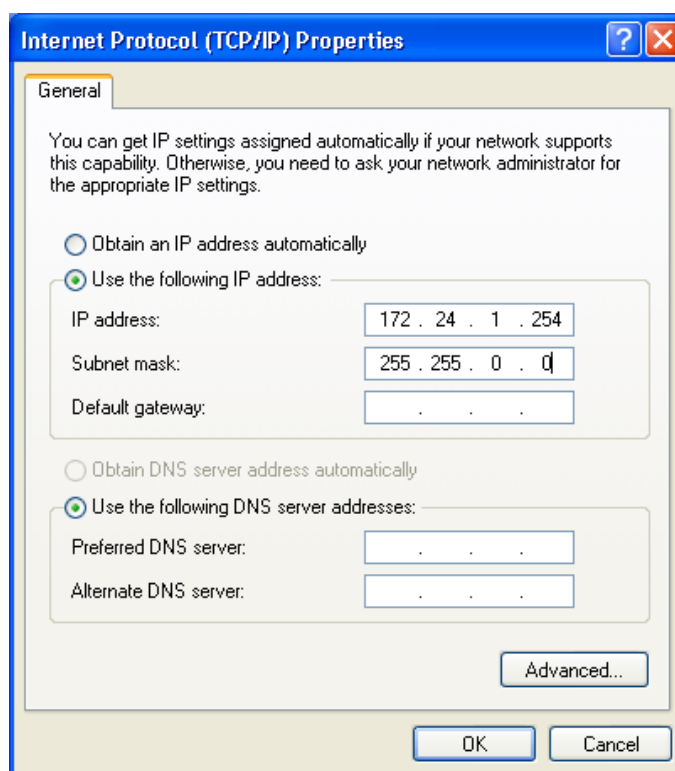 Internet Protocol (TCP/IP) Properties
General
You can get IP settings assigned automatically if your network supports
this capability. Otherwise, you need to ask your network administrator for
the appropriate IP settings.
Obtain an IP address automatically
Use the following IP address:
IP address: 172 . 24 . 1 . 254
Subnet mask: 255 . 255 . 0 . 0
Default gateway: . . .
Obtain DNS server address automatically
Use the following DNS server addresses:
Preferred DNS server: . . .
Alternate DNS server: . . .
Advanced...
OK Cancel